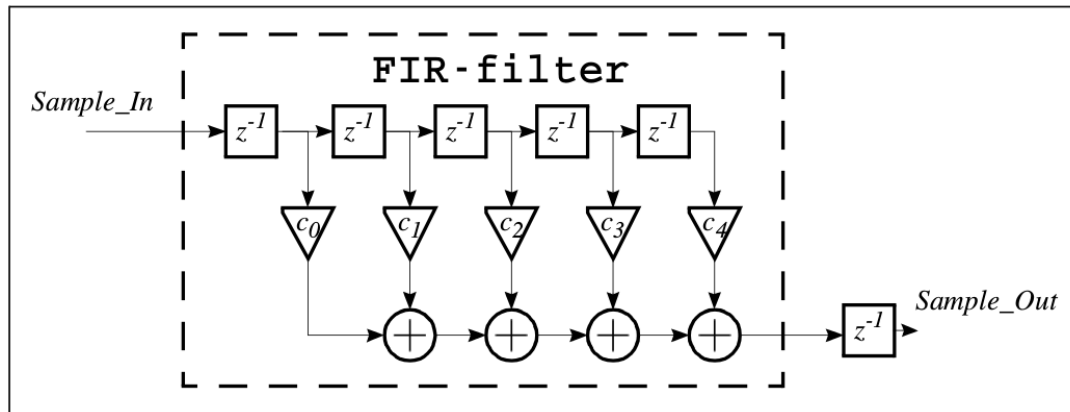 FIR-filter
Sample_In
z⁻¹ z⁻¹ z⁻¹ z⁻¹ z⁻¹
c₀ c₁ c₂ c₃ c₄
+ + + +
Sample_Out
z⁻¹